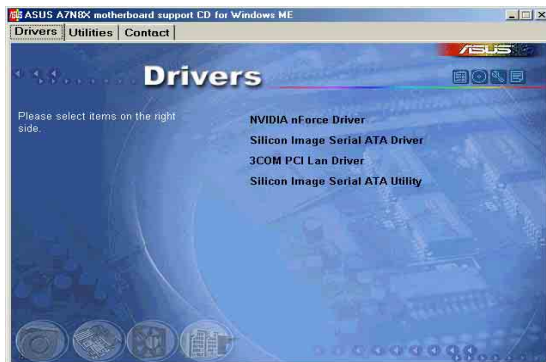 ASUS A7N8X motherboard support CD for Windows ME
Drivers Utilities Contact
ASUS
Drivers
Please select items on the right
side.
NVIDIA nForce Driver
Silicon Image Serial ATA Driver
3COM PCI Lan Driver
Silicon Image Serial ATA Utility